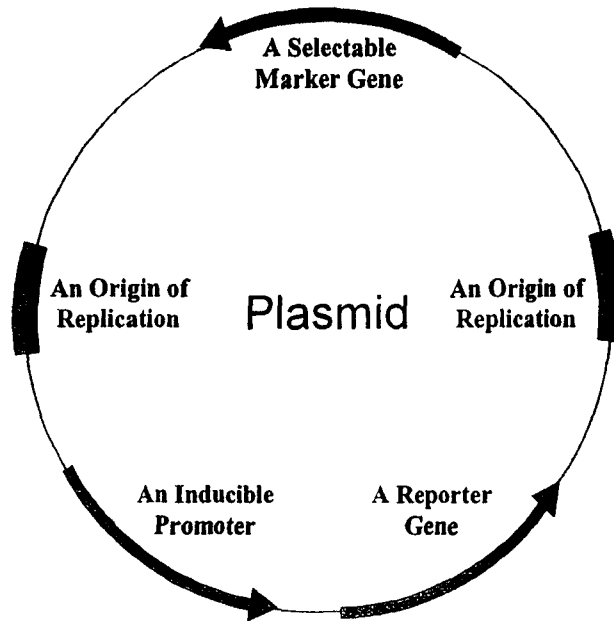 A Selectable
Marker Gene
An Origin of
Replication
Plasmid
An Origin of
Replication
An Inducible
Promoter
A Reporter
Gene